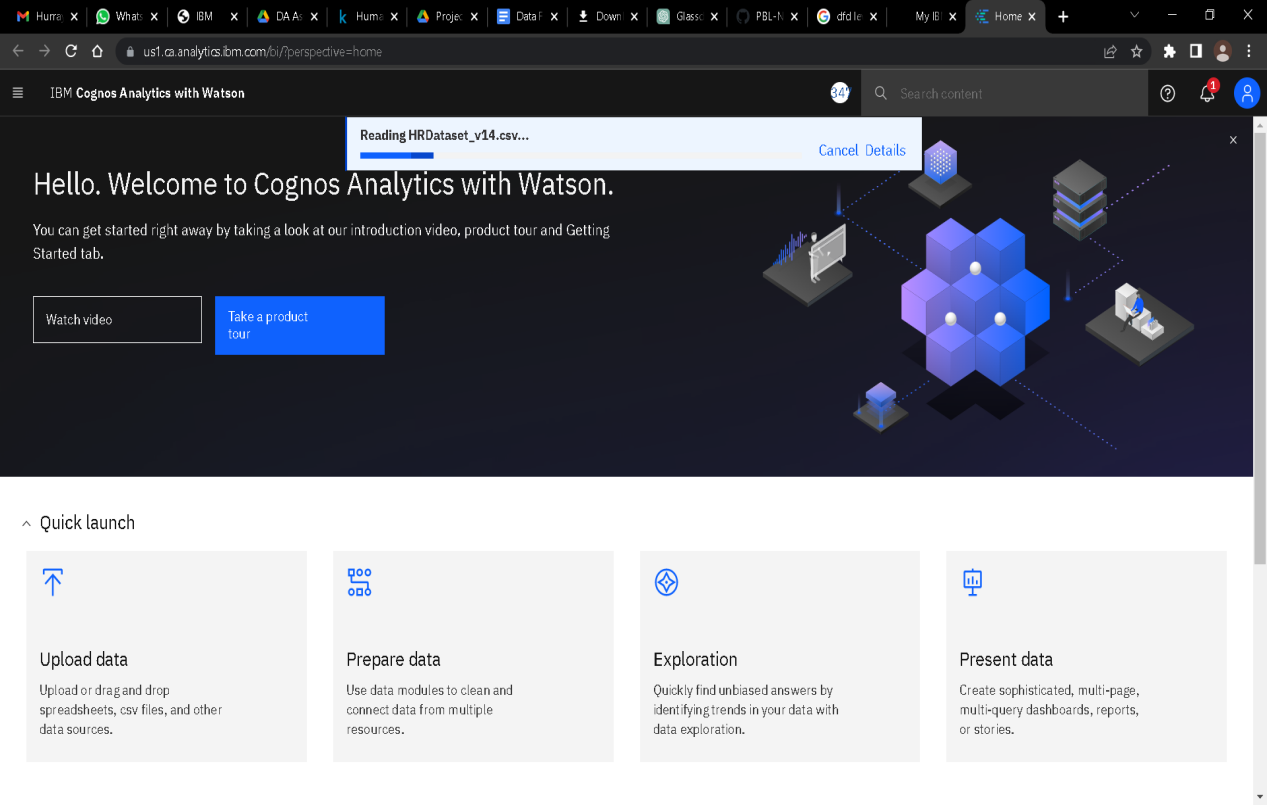 Hurra
Whats
IBM
DA As
Huma
Projec
Data F
Downl
Glassc
PBL-N
dfd le
My IB
Home
us1.ca.analytics.ibm.com/bi/?perspective=home
IBM Cognos Analytics with Watson
34
Search content
1
Reading HRDataset_v14.csv...
Cancel Details
Hello. Welcome to Cognos Analytics with Watson.
You can get started right away by taking a look at our introduction video, product tour and Getting
Started tab.
Watch video
Take a product
tour
Quick launch
Upload data
Upload or drag and drop
spreadsheets, csv files, and other
data sources.
Prepare data
Use data modules to clean and
connect data from multiple
resources.
Exploration
Quickly find unbiased answers by
identifying trends in your data with
data exploration.
Present data
Create sophisticated, multi-page,
multi-query dashboards, reports,
or stories.